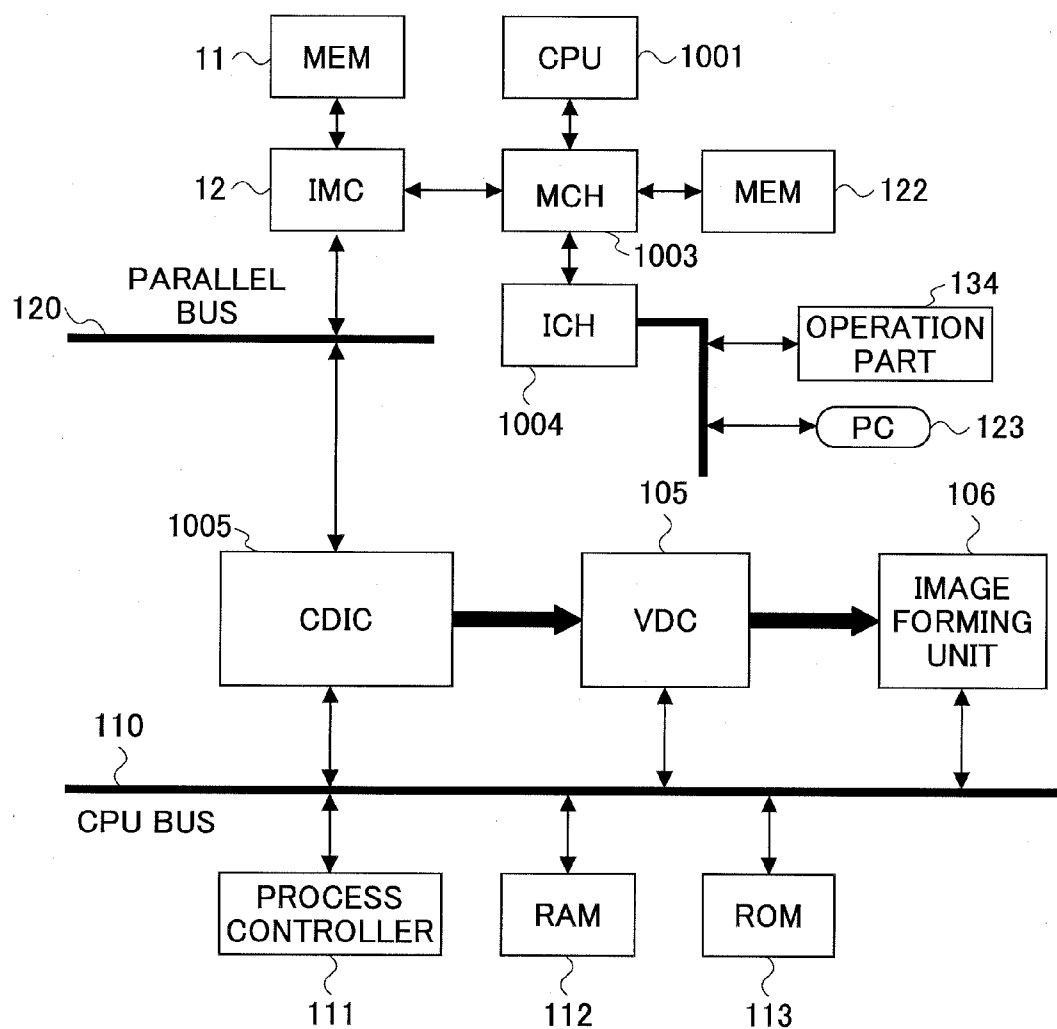 11
MEM
CPU
1001
12
IMC
MCH
MEM
122
1003
PARALLEL
BUS
120
ICH
134
OPERATION
PART
1004
PC
123
1005
105
106
CDIC
VDC
IMAGE
FORMING
UNIT
110
CPU BUS
PROCESS
CONTROLLER
RAM
ROM
111
112
113